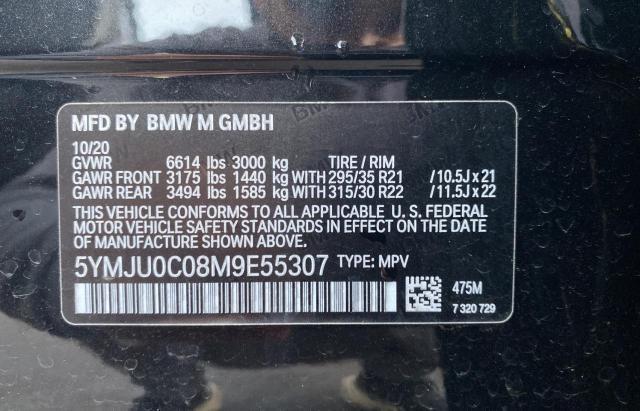 MFD BY BMW M GMBH
10/20
GVWR 6614 lbs 3000 kg TIRE / RIM
GAWR FRONT 3175 lbs 1440 kg WITH 295/35 R21 /10.5J x 21
GAWR REAR 3494 lbs 1585 kg WITH 315/30 R22 /11.5J x 22
THIS VEHICLE CONFORMS TO ALL APPLICABLE U. S. FEDERAL
MOTOR VEHICLE SAFETY STANDARDS IN EFFECT ON THE
DATE OF MANUFACTURE SHOWN ABOVE.
5YMJU0C08M9E55307 TYPE: MPV
475M
7 320 729